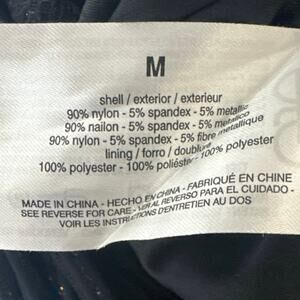 M
shell / exterior / exterieur
90% nylon - 5% spandex - 5% metallic
90% nailon - 5% spandex - 5% metálico
90% nylon - 5% spandex - 5% fibre métallique
lining / forro / doublure
100% polyester - 100% poliéster - 100% polyester
MADE IN CHINA - HECHO EN CHINA - FABRIQUÉ EN CHINE
SEE REVERSE FOR CARE - VER AL REVERSO PARA EL CUIDADO -
VOIR LES INSTRUCTIONS D'ENTRETIEN AU DOS